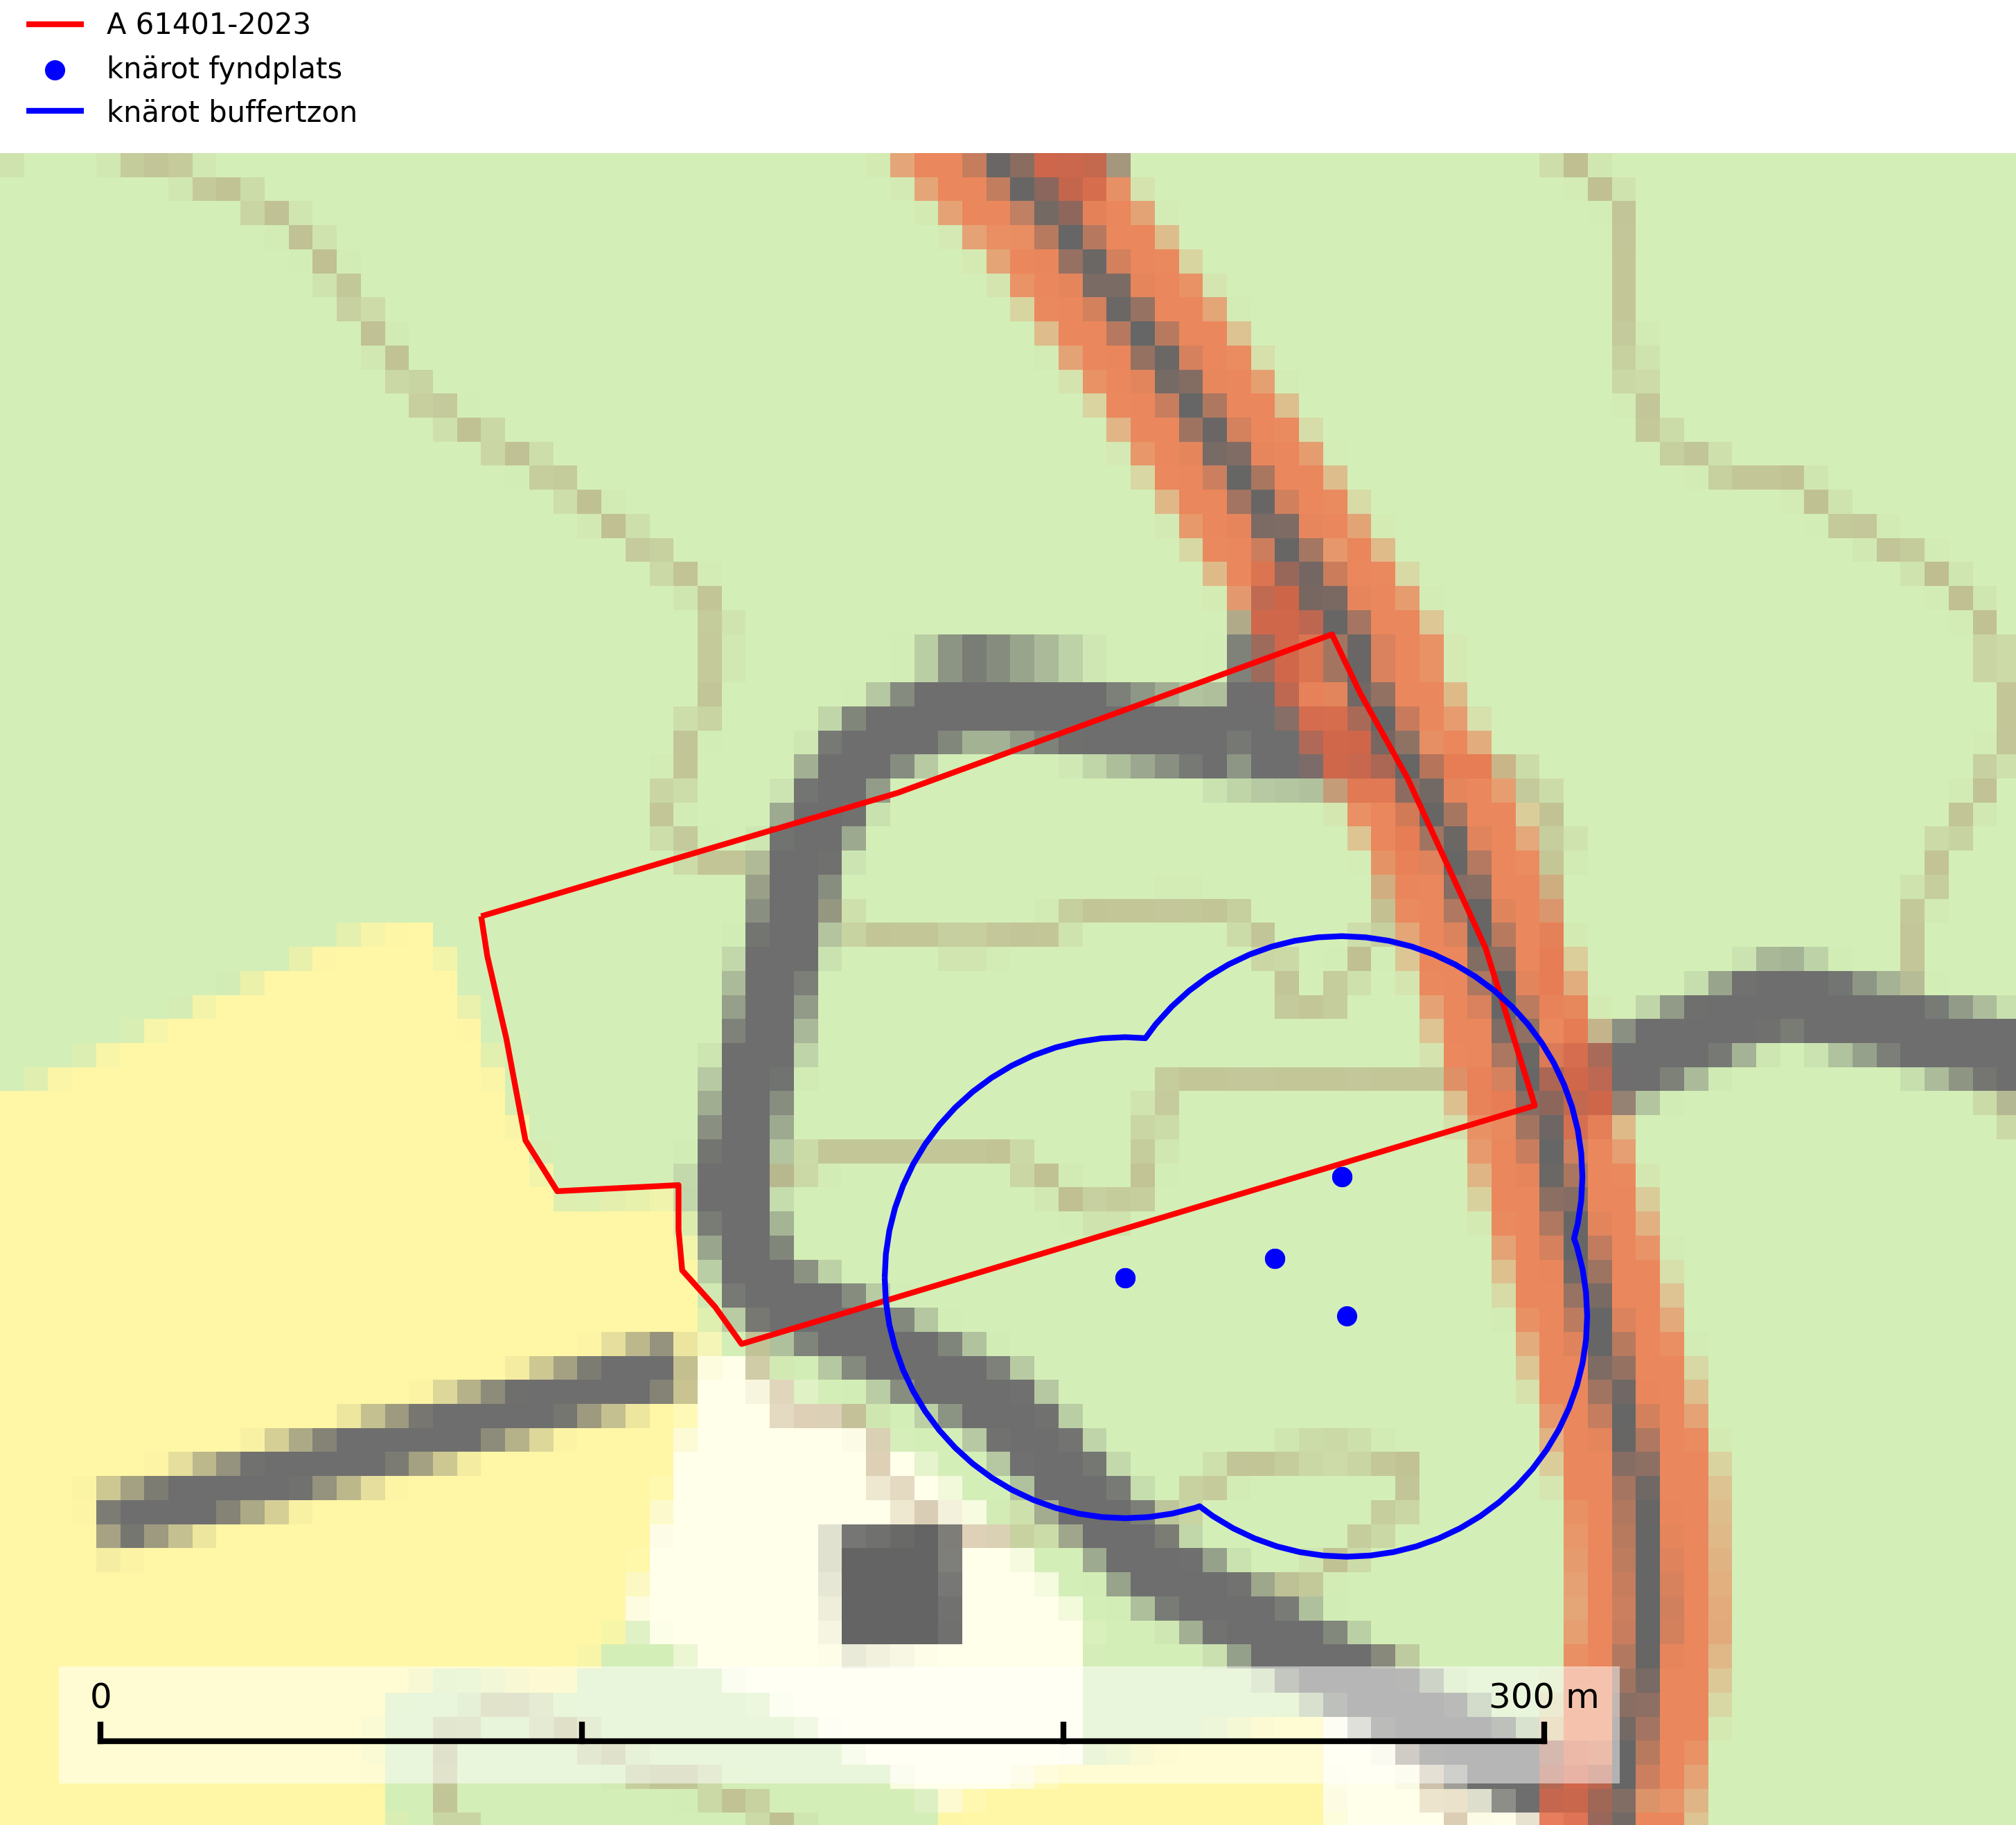 A 61401-2023
knärot fyndplats
knärot buffertzon
0 300 m